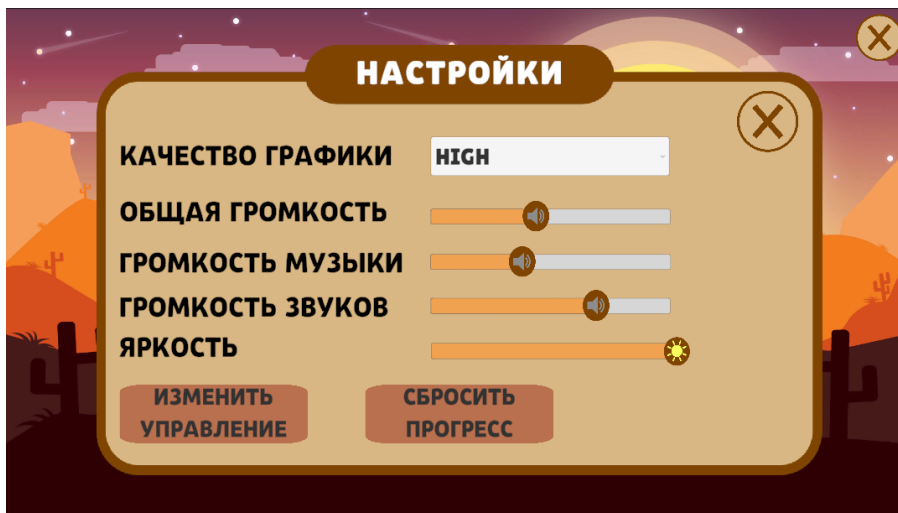 НАСТРОЙКИ
КАЧЕСТВО ГРАФИКИ
HIGH
ОБЩАЯ ГРОМКОСТЬ
ГРОМКОСТЬ МУЗЫКИ
ГРОМКОСТЬ ЗВУКОВ
ЯРКОСТЬ
ИЗМЕНИТЬ
УПРАВЛЕНИЕ
СБРОСИТЬ
ПРОГРЕСС